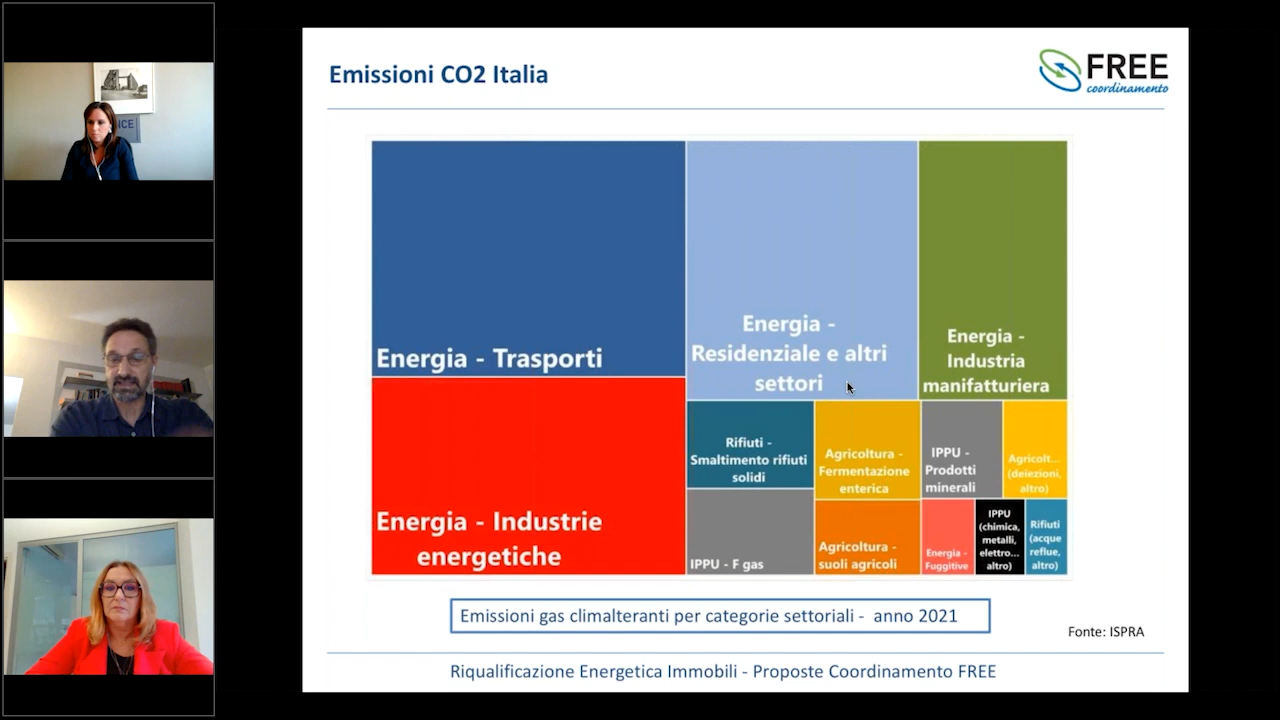 NCE
Emissioni CO2 Italia
FREE
coordinamento
Energia - Trasporti
Energia -
Residenziale e altri
settori
Energia -
Industria
manifatturiera
Energia - Industrie
energetiche
Rifiuti -
Smaltimento rifiuti
solidi
Agricoltura -
Fermentazione
enterica
IPPU -
Prodotti
minerali
Agricolt...
(deiezioni,
altro)
IPPU - F gas
Agricoltura -
suoli agricoli
Energia -
Fuggitive
IPPU
(chimica,
metalli,
elettro...
altro)
Rifiuti
(acque
reflue,
altro)
Emissioni gas climalteranti per categorie settoriali - anno 2021
Fonte: ISPRA
Riqualificazione Energetica Immobili - Proposte Coordinamento FREE